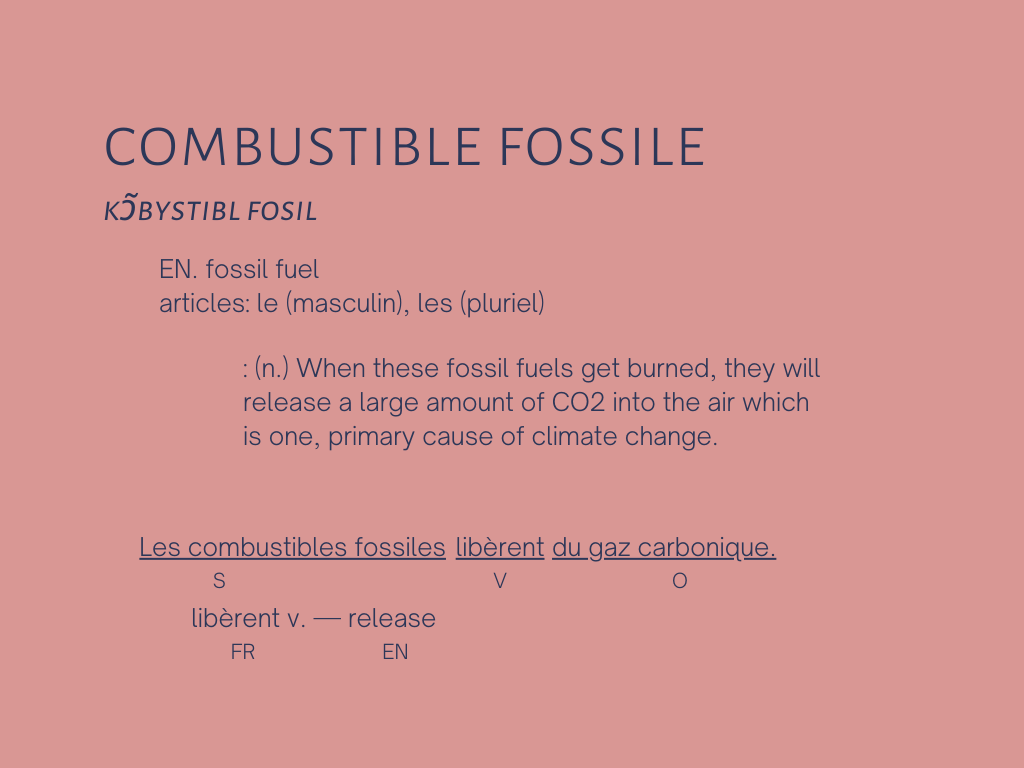 COMBUSTIBLE FOSSILE
Kɔ̃BYSTIBL FOSIL
EN. fossil fuel
articles: le (masculin), les (pluriel)
: (n.) When these fossil fuels get burned, they will
release a large amount of CO2 into the air which
is one, primary cause of climate change.
Les combustibles fossiles libèrent du gaz carbonique.
S V O
libèrent v. — release
FR EN